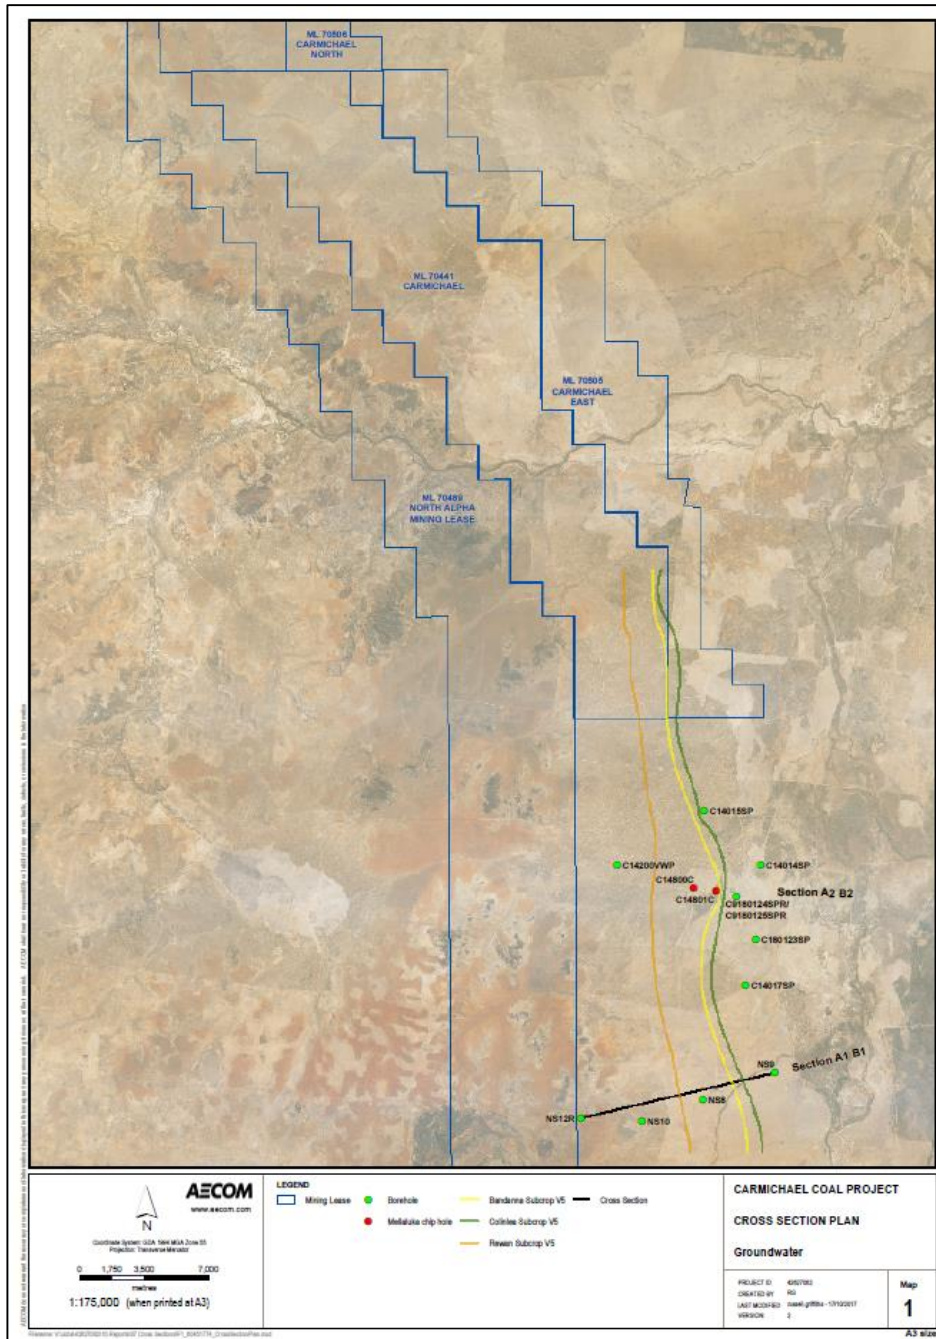 ML 70506
CARMICHAEL
NORTH
ML 70441
CARMICHAEL
ML 70505
CARMICHAEL
EAST
ML 70489
NORTH ALPHA
MINING LEASE
C14015SP
C14200VWP
C14014SP
C14800C
C14801C
Section A2 B2
C9180124SPR/
C9180125SPR
C180123SP
C14017SP
NS9
Section A1 B1
NS8
NS12R
NS10
N
AECOM
www.aecom.com
Projection: Transverse Mercator
0 1,750 3,500 7,000
metres
1:175,000 (when printed at A3)
LEGEND
Mining Lease
Borehole
Mellaluka chip hole
Bandanna Subcrop V5
Colinlea Subcrop V5
Rewan Subcrop V5
Cross Section
CARMICHAEL COAL PROJECT
CROSS SECTION PLAN
Groundwater
PROJECT ID
CREATED BY RG
LAST MODIFIED
VERSION 2
Map
1
A3 size